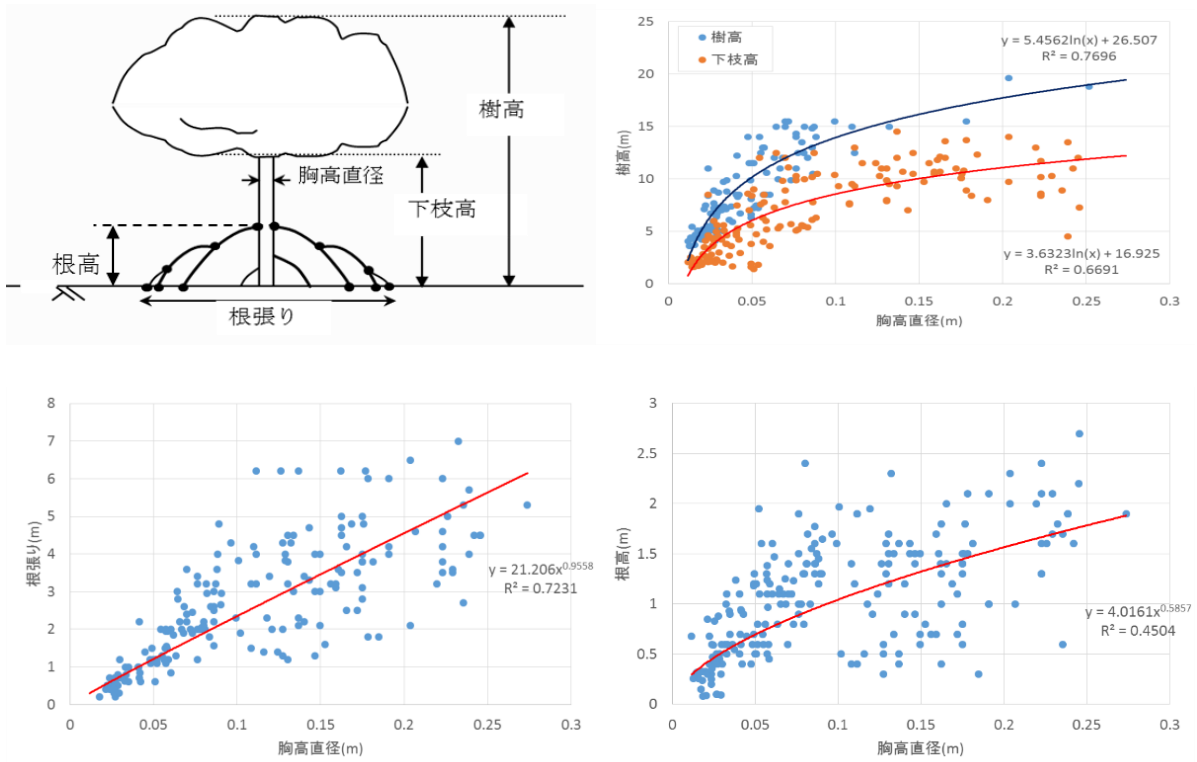 樹高
胸高直径
下枝高
根高
根張り
25
20
15
10
5
0
樹高(m)
樹高
下枝高
y = 5.4562ln(x) + 26.507
R² = 0.7696
y = 3.6323ln(x) + 16.925
R² = 0.6691
0
0.05
0.1
0.15
0.2
0.25
0.3
胸高直径(m)
8
7
6
5
4
3
2
1
0
根張り(m)
y = 21.206x^0.9558
R² = 0.7231
0
0.05
0.1
0.15
0.2
0.25
0.3
胸高直径(m)
3
2.5
2
1.5
1
0.5
0
根高(m)
y = 4.0161x^0.5857
R² = 0.4504
0
0.05
0.1
0.15
0.2
0.25
0.3
胸高直径(m)